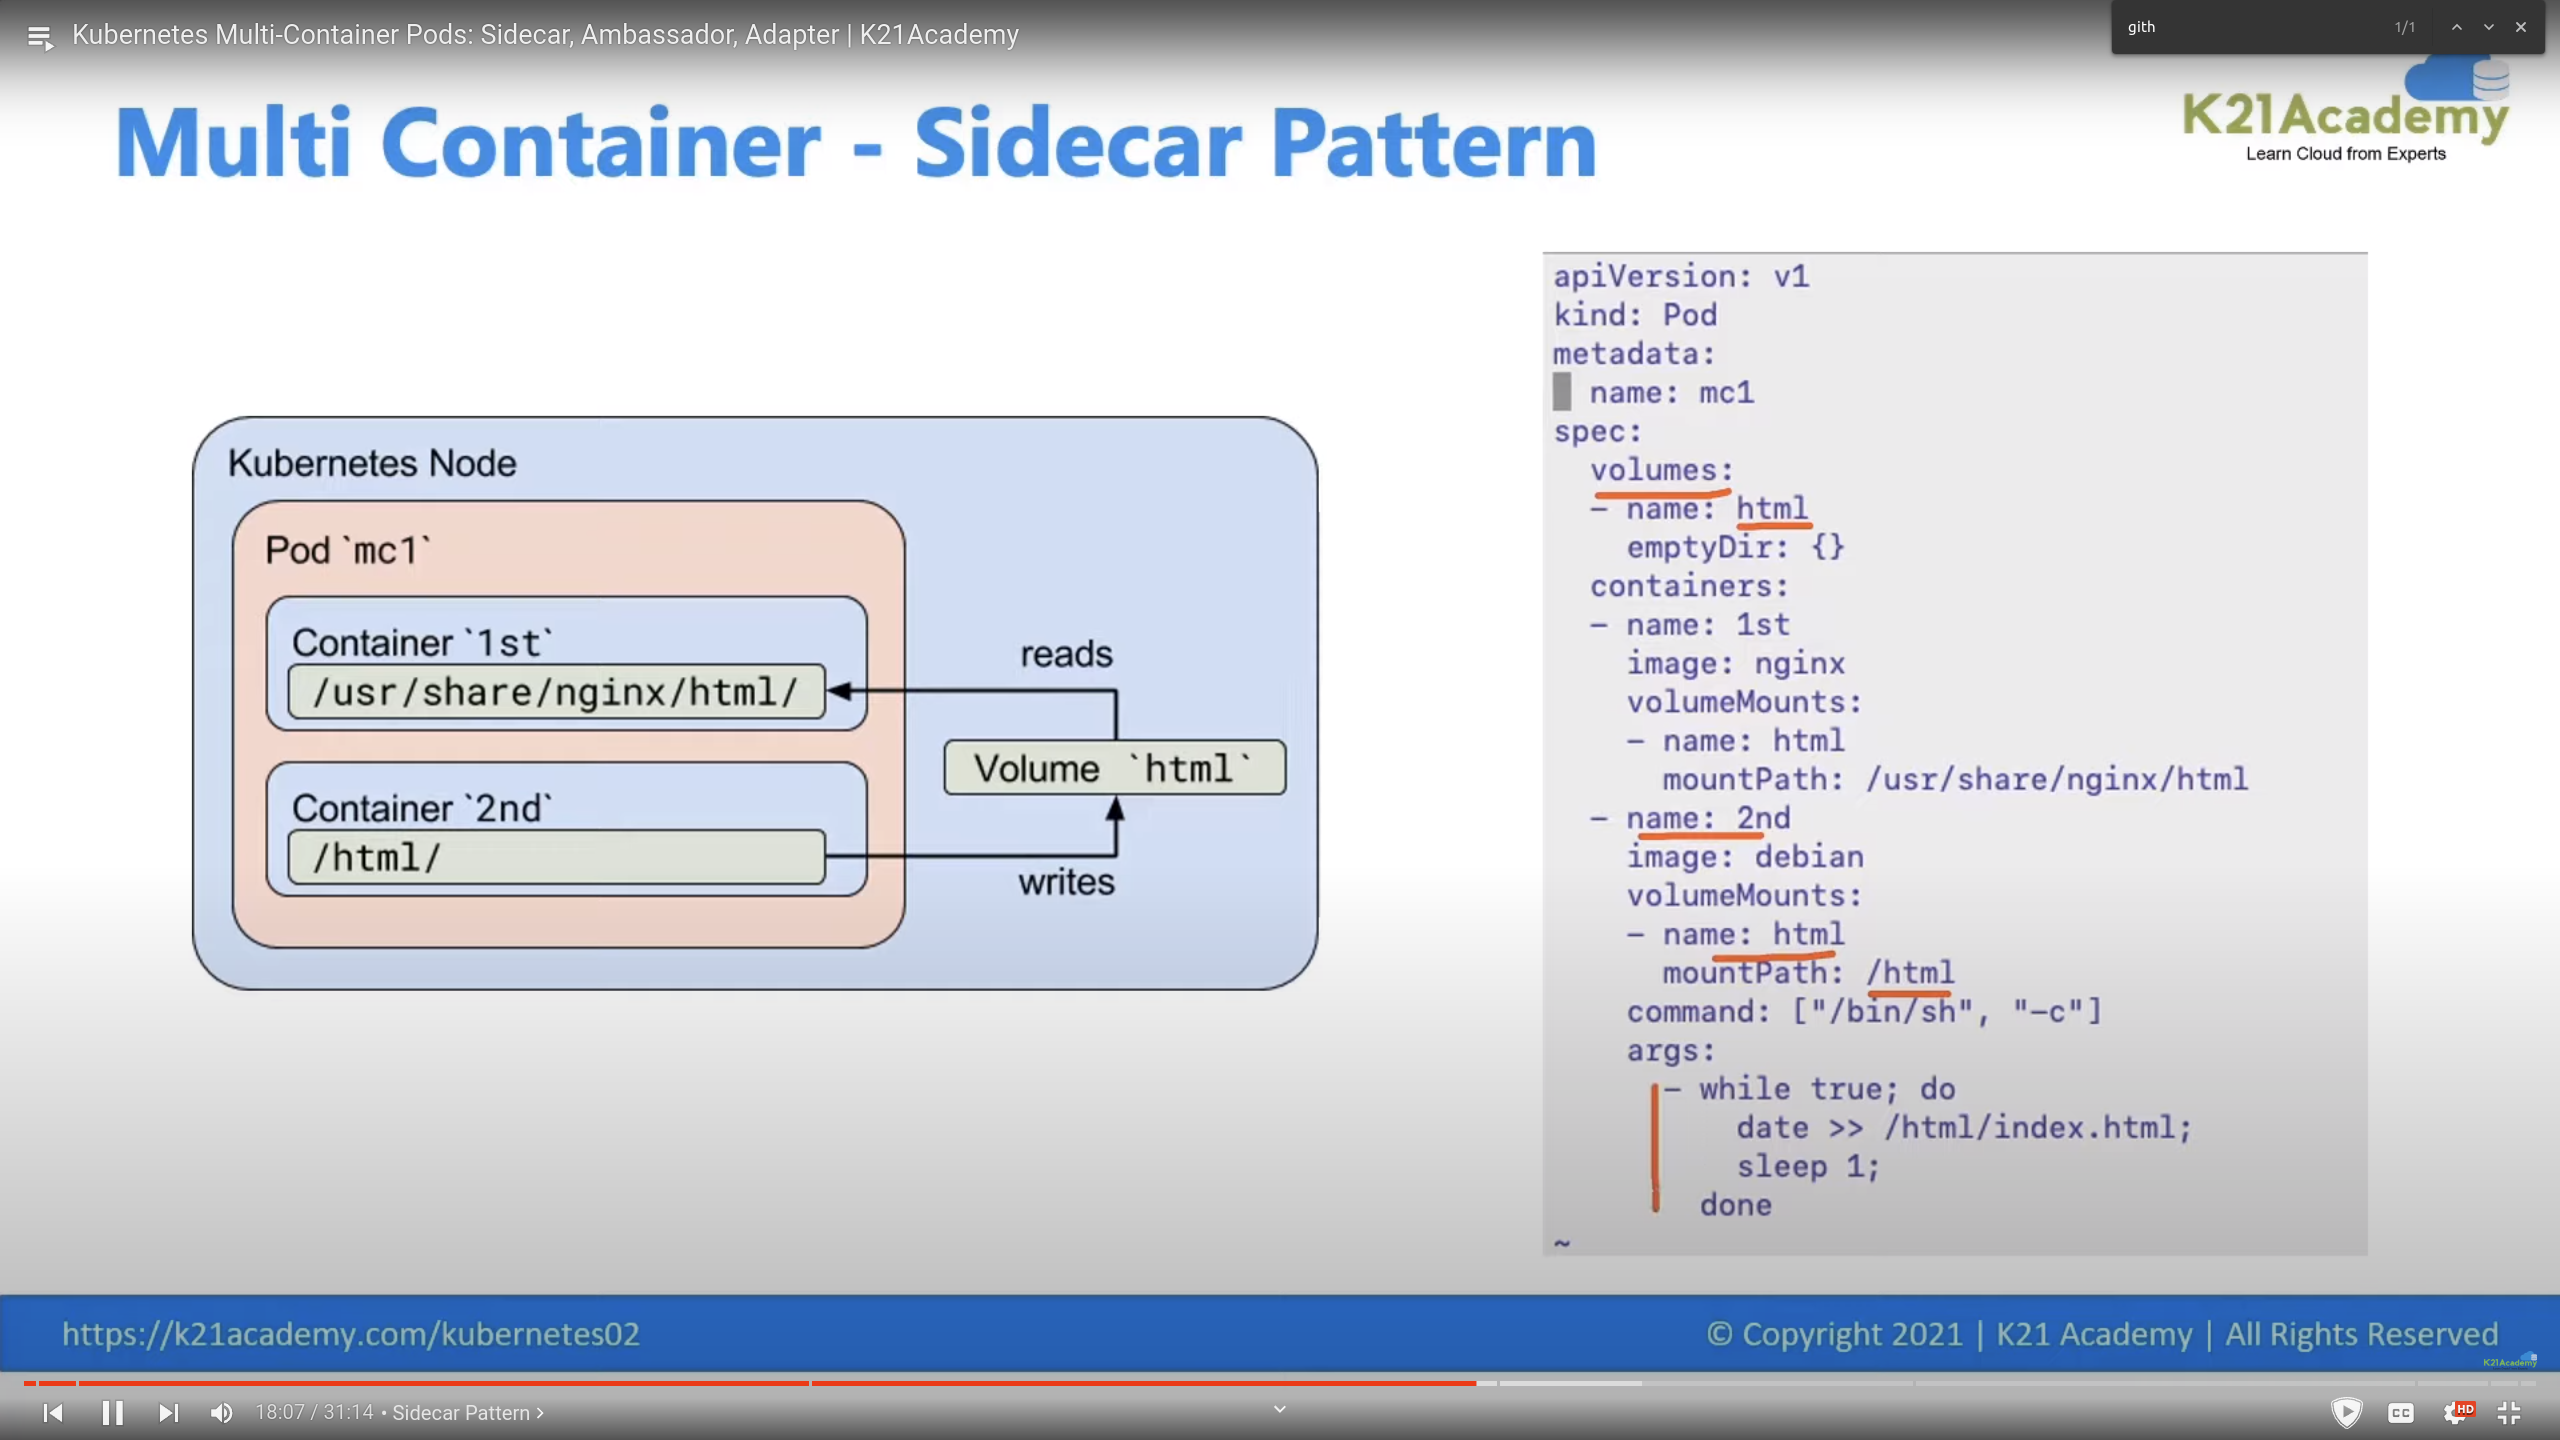 Kubernetes Multi-Container Pods: Sidecar, Ambassador, Adapter | K21Academy
gith 1/1
Multi Container - Sidecar Pattern
K21Academy
Learn Cloud from Experts
Kubernetes Node
Pod `mc1`
Container `1st`
/usr/share/nginx/html/
Container `2nd`
/html/
reads
Volume `html`
writes
apiVersion: v1
kind: Pod
metadata:
  name: mc1
spec:
  volumes:
  - name: html
    emptyDir: {}
  containers:
  - name: 1st
    image: nginx
    volumeMounts:
    - name: html
      mountPath: /usr/share/nginx/html
  - name: 2nd
    image: debian
    volumeMounts:
    - name: html
      mountPath: /html
    command: ["/bin/sh", "-c"]
    args:
      - while true; do
          date >> /html/index.html;
          sleep 1;
        done
~
https://k21academy.com/kubernetes02
© Copyright 2021 | K21 Academy | All Rights Reserved
K21Academy
18:07 / 31:14 • Sidecar Pattern
CC
HD